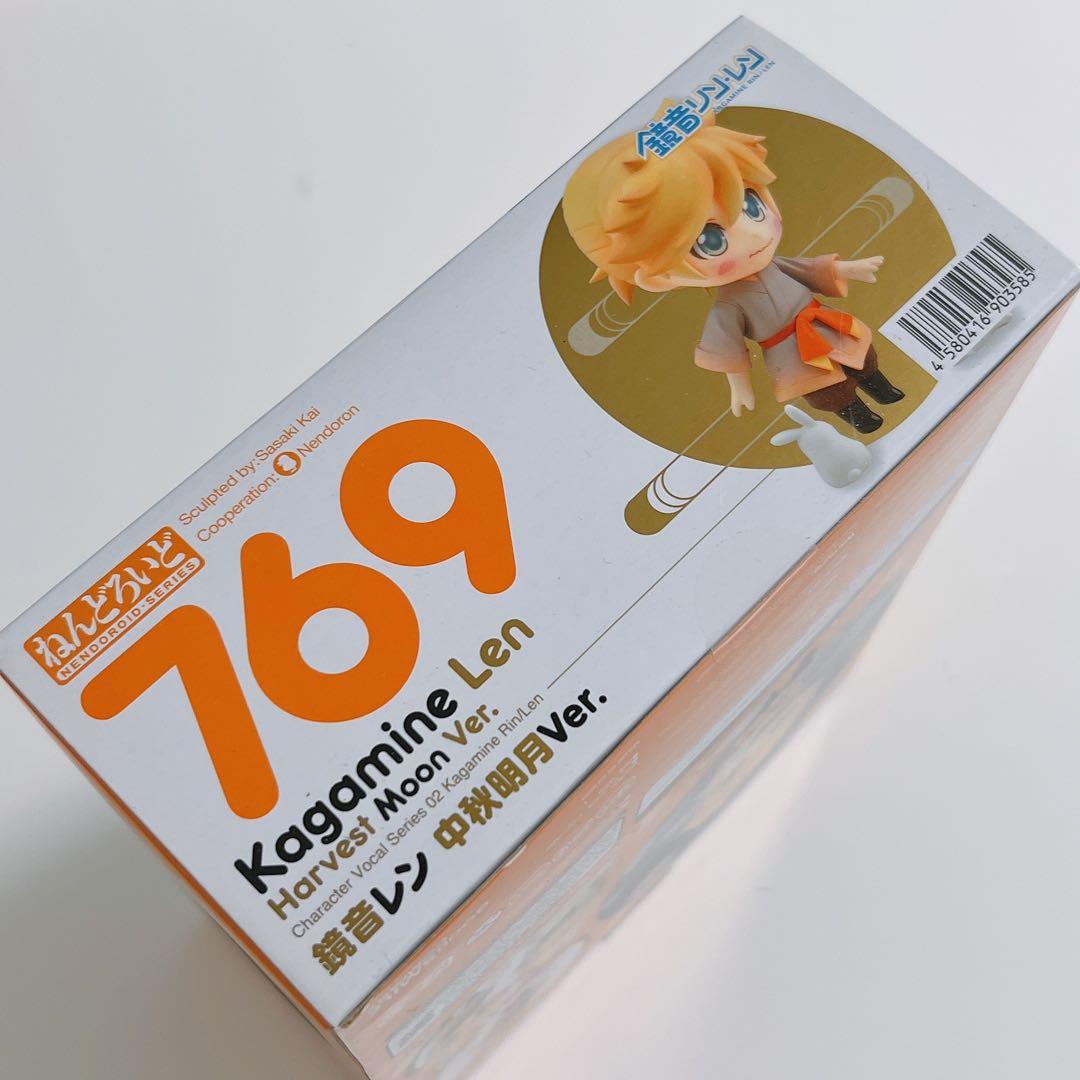 鏡音リン・レン
KAGAMINE RIN/LEN
4 580416 903585
ねんどろいど
NENDOROID・SERIES
Sculpted by: Sasaki Kai
Cooperation: Nendoron
769
Kagamine Len
Harvest Moon Ver.
Character Vocal Series 02 Kagamine Rin/Len
鏡音レン 中秋明月Ver.